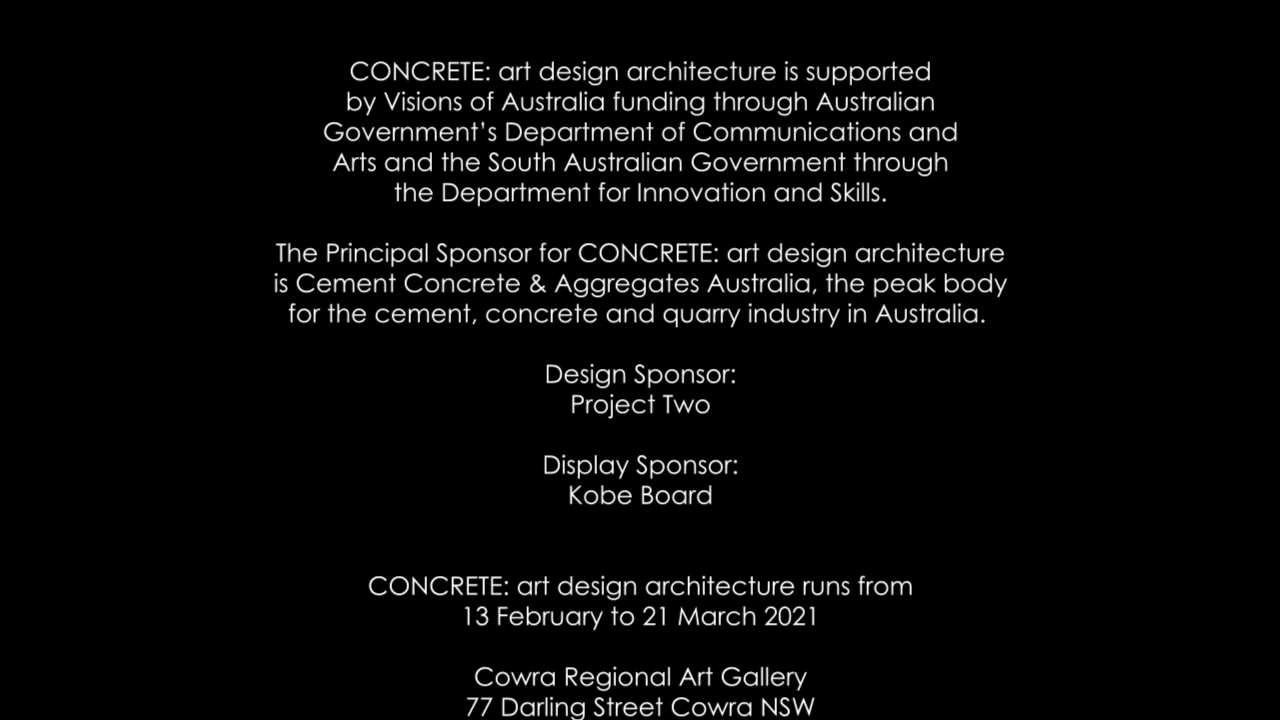 CONCRETE: art design architecture is supported
by Visions of Australia funding through Australian
Government's Department of Communications and
Arts and the South Australian Government through
the Department for Innovation and Skills.
The Principal Sponsor for CONCRETE: art design architecture
is Cement Concrete & Aggregates Australia, the peak body
for the cement, concrete and quarry industry in Australia.
Design Sponsor:
Project Two
Display Sponsor:
Kobe Board
CONCRETE: art design architecture runs from
13 February to 21 March 2021
Cowra Regional Art Gallery
77 Darling Street Cowra NSW